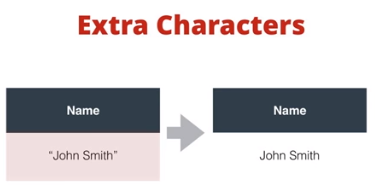 Extra Characters
Name
Name
“John Smith”
John Smith